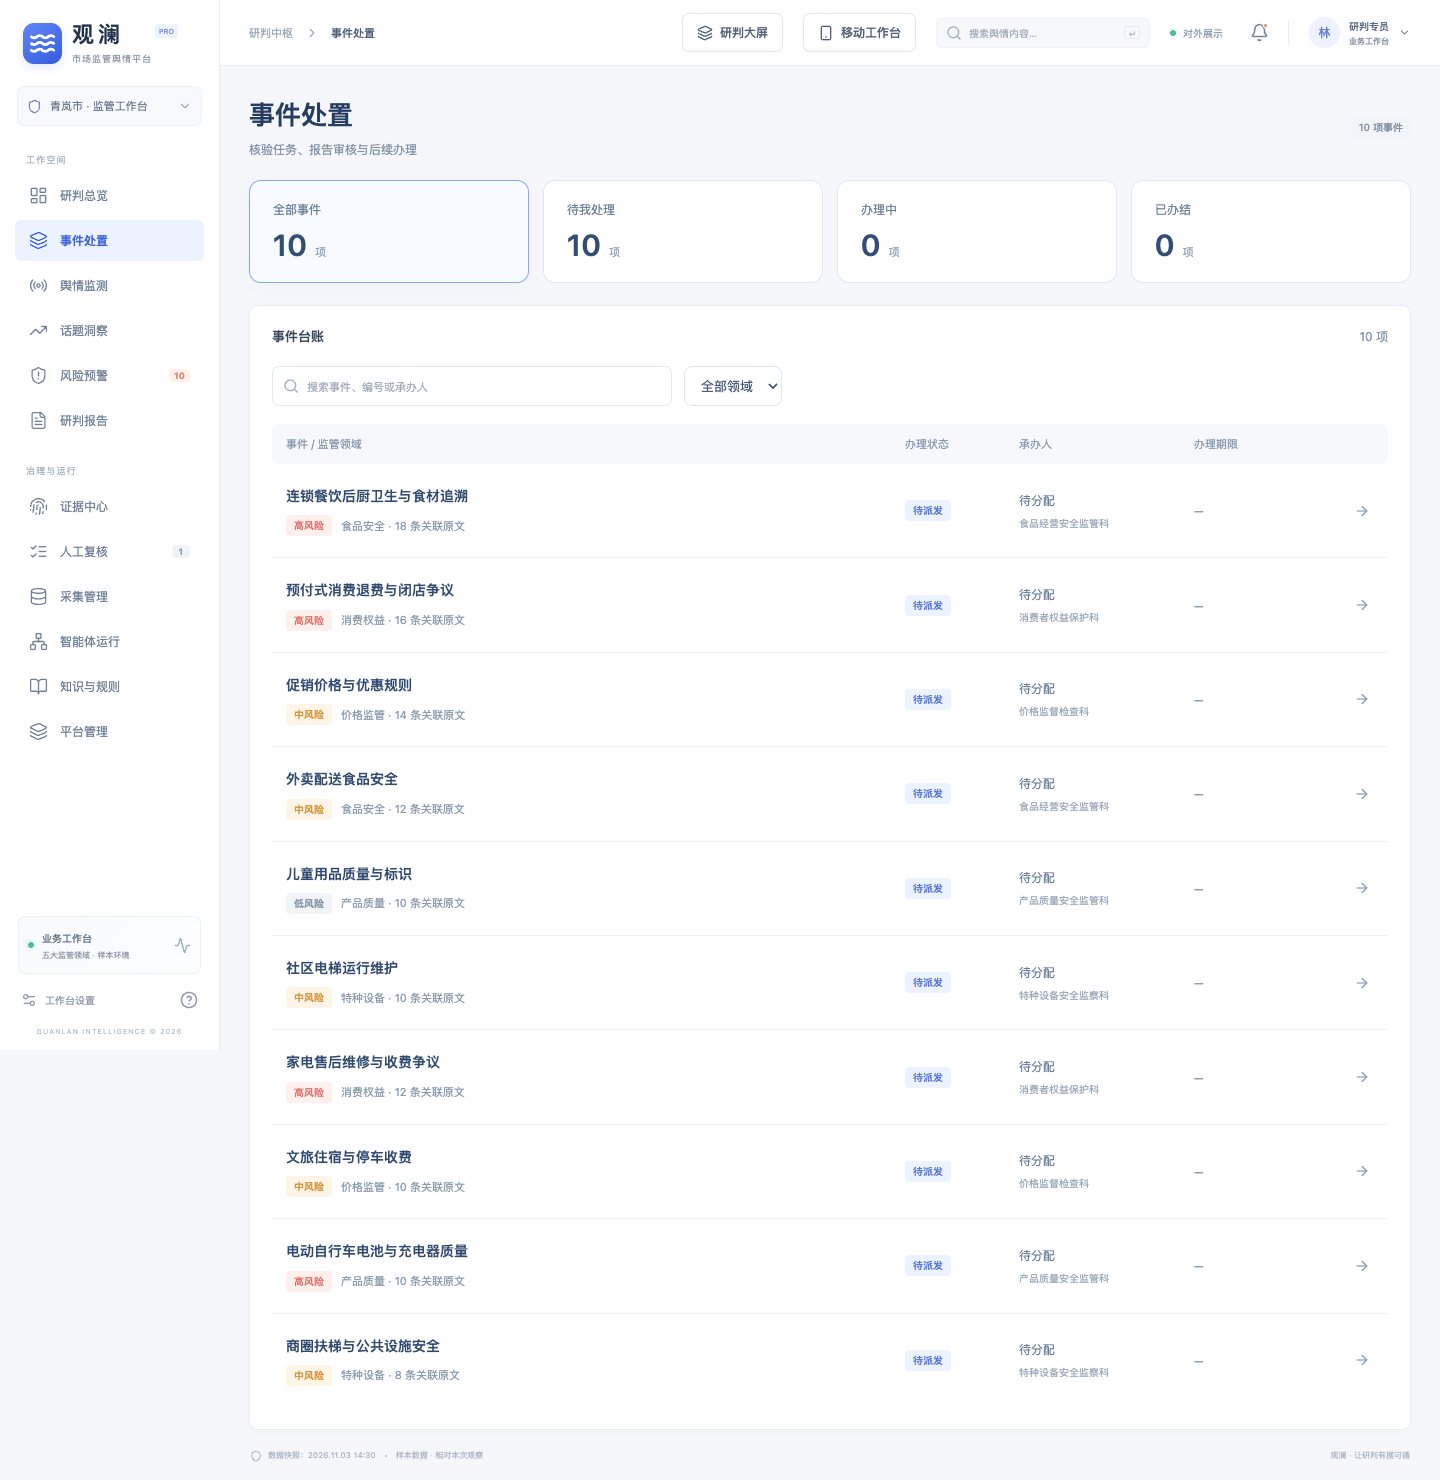 观澜 PRO
市场监管舆情平台
青岚市 · 监管工作台
工作空间
研判总览
事件处置
舆情监测
话题洞察
风险预警 10
研判报告
治理与运行
证据中心
人工复核 1
采集管理
智能体运行
知识与规则
平台管理
业务工作台
五大监管领域 · 样本环境
工作台设置
GUANLAN INTELLIGENCE © 2026
研判中枢 事件处置
研判大屏
移动工作台
搜索舆情内容...
对外展示
林
研判专员
业务工作台
事件处置
核验任务、报告审核与后续办理
10 项事件
全部事件
10 项
待我处理
10 项
办理中
0 项
已办结
0 项
事件台账
10 项
搜索事件、编号或承办人
全部领域
事件 / 监管领域 办理状态 承办人 办理期限
连锁餐饮后厨卫生与食材追溯
高风险 食品安全 · 18 条关联原文
待派发
待分配
食品经营安全监管科
—
预付式消费退费与闭店争议
高风险 消费权益 · 16 条关联原文
待派发
待分配
消费者权益保护科
—
促销价格与优惠规则
中风险 价格监管 · 14 条关联原文
待派发
待分配
价格监督检查科
—
外卖配送食品安全
中风险 食品安全 · 12 条关联原文
待派发
待分配
食品经营安全监管科
—
儿童用品质量与标识
低风险 产品质量 · 10 条关联原文
待派发
待分配
产品质量安全监管科
—
社区电梯运行维护
中风险 特种设备 · 10 条关联原文
待派发
待分配
特种设备安全监察科
—
家电售后维修与收费争议
高风险 消费权益 · 12 条关联原文
待派发
待分配
消费者权益保护科
—
文旅住宿与停车收费
中风险 价格监管 · 10 条关联原文
待派发
待分配
价格监督检查科
—
电动自行车电池与充电器质量
高风险 产品质量 · 10 条关联原文
待派发
待分配
产品质量安全监管科
—
商圈扶梯与公共设施安全
中风险 特种设备 · 8 条关联原文
待派发
待分配
特种设备安全监察科
—
数据快照：2026.11.03 14:30 · 样本数据 · 相对本次观察
观澜 · 让研判有据可循